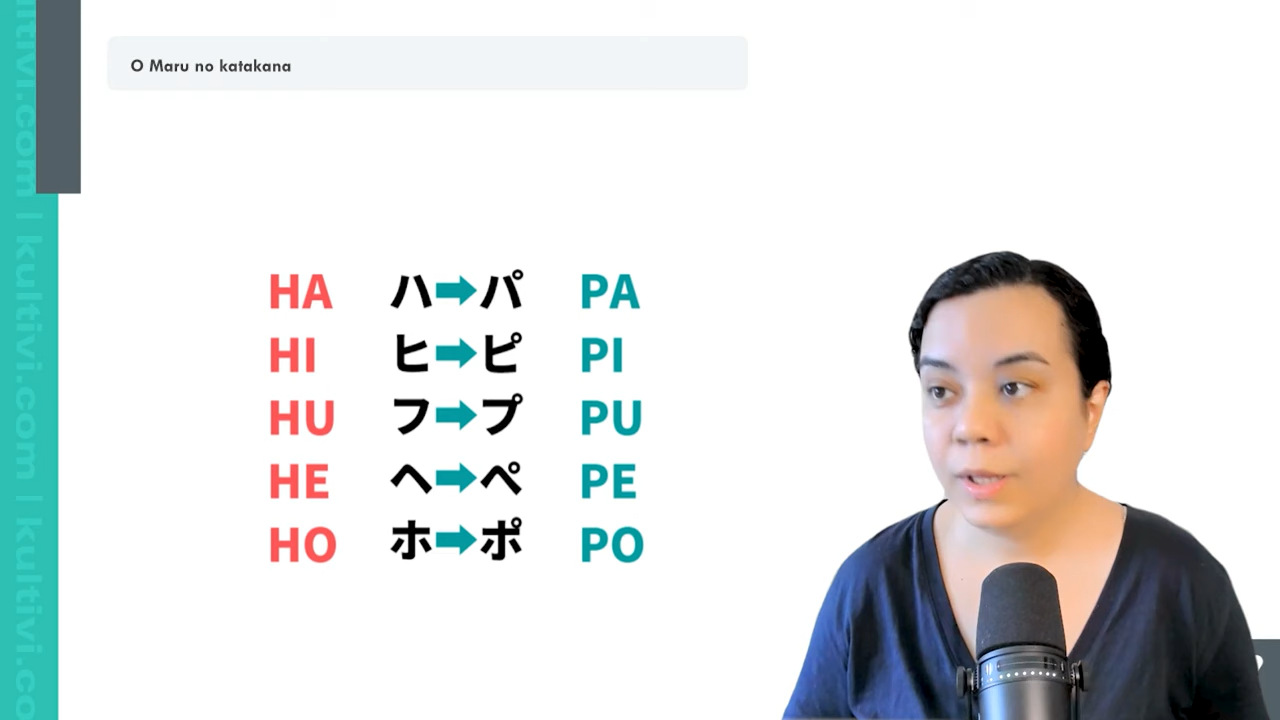 O Maru no katakana
HA ハ➡パ PA
HI ヒ➡ピ PI
HU フ➡プ PU
HE ヘ➡ペ PE
HO ホ➡ポ PO
kultivi.com | kultivi.com | kultivi.co